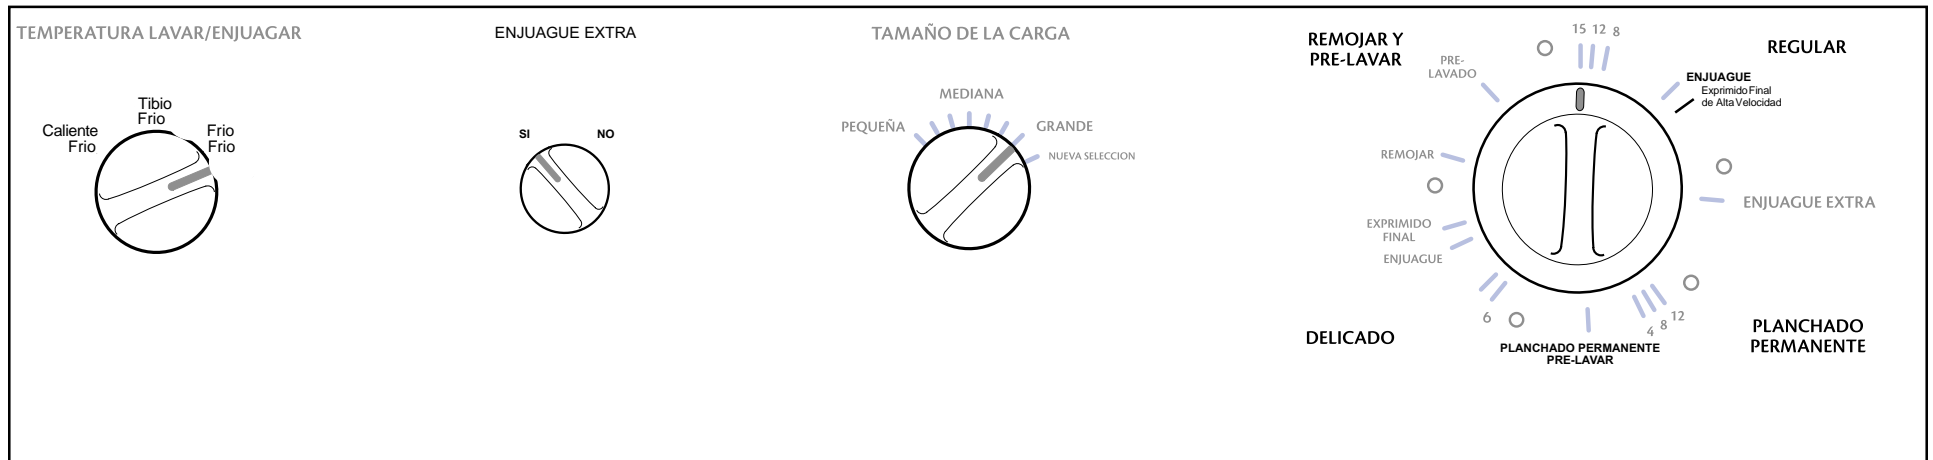 TEMPERATURA LAVAR/ENJUAGAR
Caliente
Frio
Tibio
Frio
Frio
Frio
ENJUAGUE EXTRA
SI
NO
TAMAÑO DE LA CARGA
PEQUEÑA
MEDIANA
GRANDE
NUEVA SELECCION
REMOJAR Y
PRE-LAVAR
PRE-
LAVADO
15 12 8
REGULAR
ENJUAGUE
Exprimido Final
de Alta Velocidad
REMOJAR
ENJUAGUE EXTRA
EXPRIMIDO
FINAL
ENJUAGUE
6
DELICADO
4 8 12
PLANCHADO PERMANENTE
PRE-LAVAR
PLANCHADO
PERMANENTE